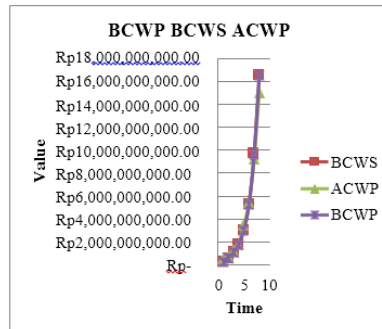 BCWP BCWS ACWP
Value
Rp18,000,000,000.00
Rp16,000,000,000.00
Rp14,000,000,000.00
Rp12,000,000,000.00
Rp10,000,000,000.00
Rp8,000,000,000.00
Rp6,000,000,000.00
Rp4,000,000,000.00
Rp2,000,000,000.00
Rp-
0 5 10
Time
BCWS
ACWP
BCWP